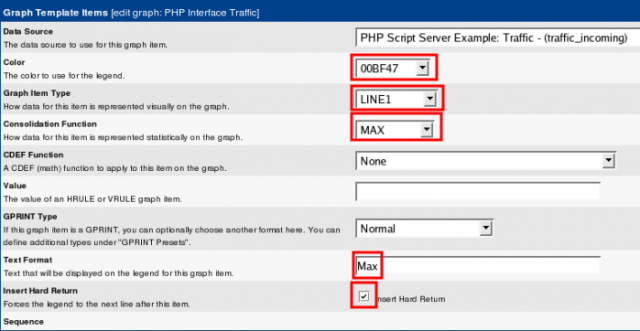 Graph Template Items [edit graph: PHP Interface Traffic]
Data Source
The data source to use for this graph item.
PHP Script Server Example: Traffic - (traffic_incoming)
Color
The color to use for the legend.
00BF47
Graph Item Type
How data for this item is represented visually on the graph.
LINE1
Consolidation Function
How data for this item is represented statistically on the graph.
MAX
CDEF Function
A CDEF (math) function to apply to this item on the graph.
None
Value
The value of an HRULE or VRULE graph item.
GPRINT Type
If this graph item is a GPRINT, you can optionally choose another format here. You can
define additional types under "GPRINT Presets".
Normal
Text Format
Text that will be displayed on the legend for this graph item.
Max
Insert Hard Return
Forces the legend to the next line after this item.
Insert Hard Return
Sequence